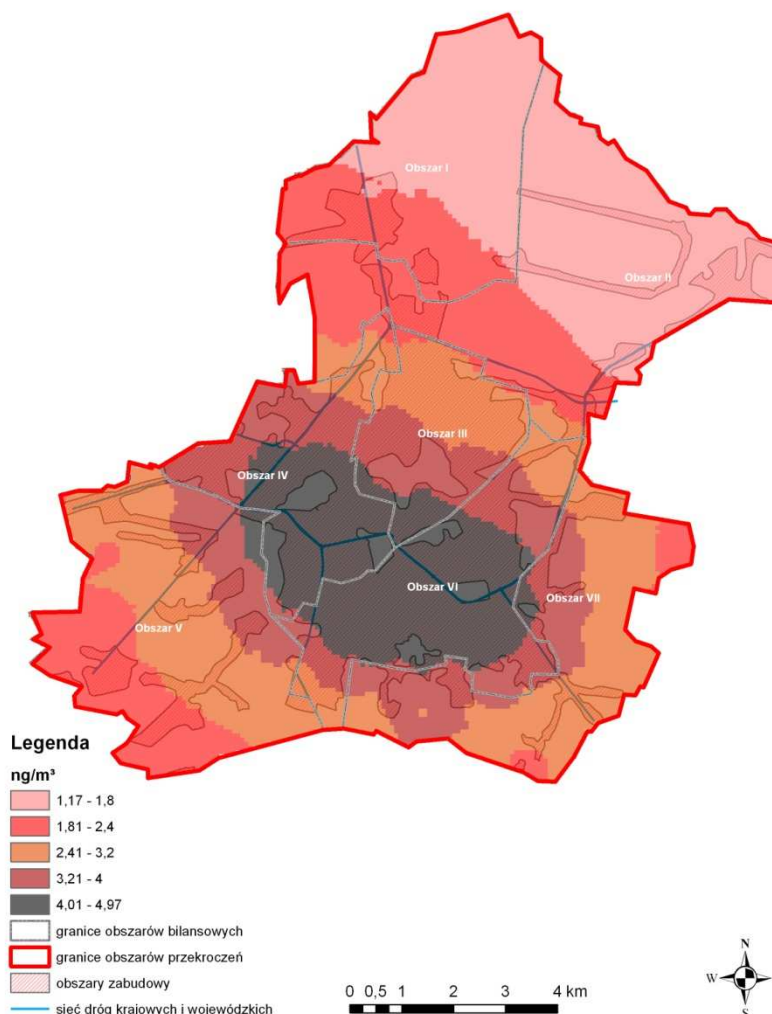 Obszar I
Obszar II
Obszar III
Obszar IV
Obszar V
Obszar VI
Obszar VII
Legenda
ng/m³
1,17 - 1,8
1,81 - 2,4
2,41 - 3,2
3,21 - 4
4,01 - 4,97
granice obszarów bilansowych
granice obszarów przekroczeń
obszary zabudowy
sieć dróg krajowych i wojewódzkich
0 0,5 1 2 3 4 km
N
W E
S